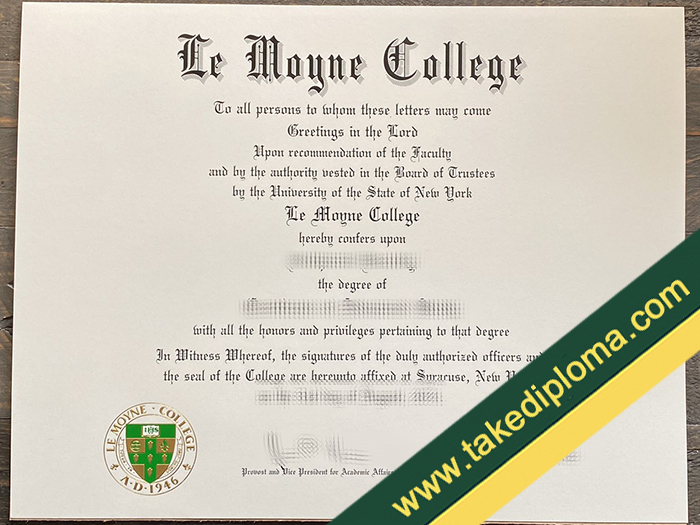 Le Moyne College
To all persons to whom these letters may come
Greetings in the Lord
Upon recommendation of the Faculty
and by the authority vested in the Board of Trustees
by the University of the State of New York
Le Moyne College
hereby confers upon
the degree of
with all the honors and privileges pertaining to that degree
In Witness Whereof, the signatures of the duly authorized officers
the seal of the College are hereunto affixed at Syracuse, New
LE MOYNE · COLLEGE
IHS
A·D·1946
Provost and Vice President for Academic Affairs
www.takediploma.com